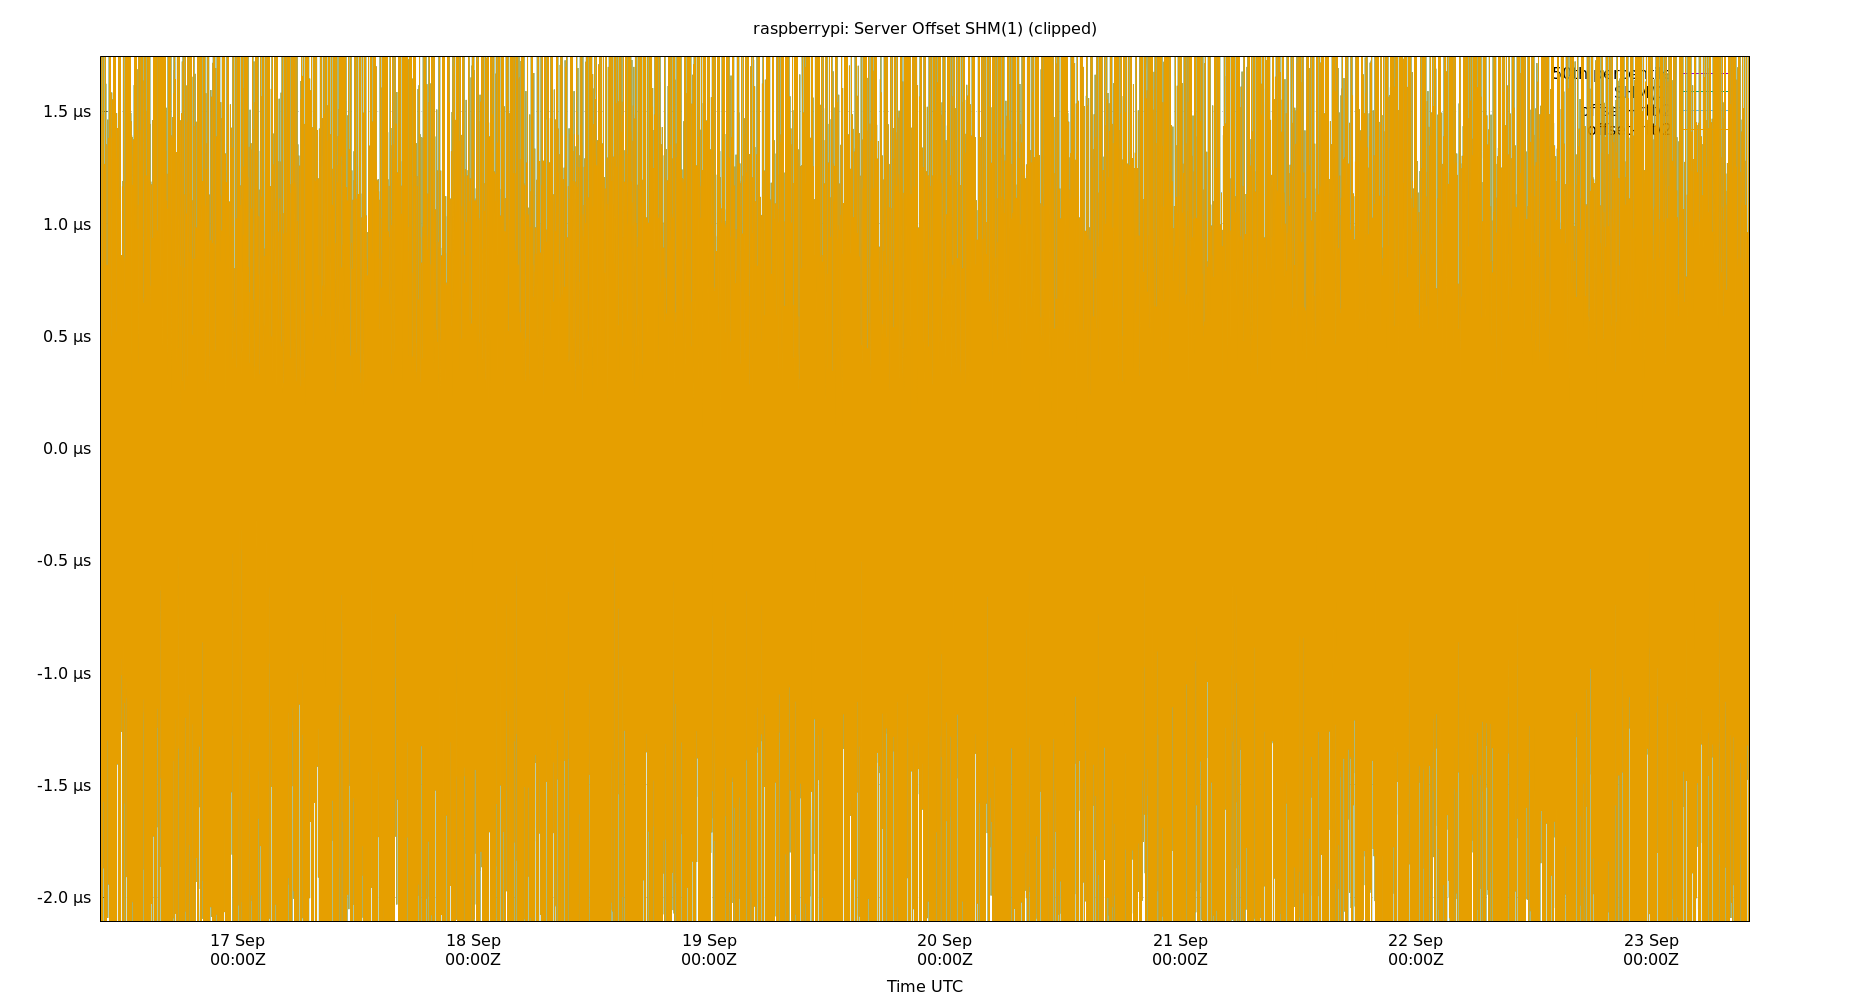 raspberrypi: Server Offset SHM(1) (clipped)
50th percentile
1.5 µs
1.0 µs
0.5 µs
0.0 µs
-0.5 µs
-1.0 µs
-1.5 µs
-2.0 µs
17 Sep 18 Sep 19 Sep 20 Sep 21 Sep 22 Sep 23 Sep
00:00Z 00:00Z 00:00Z 00:00Z 00:00Z 00:00Z 00:00Z
Time UTC